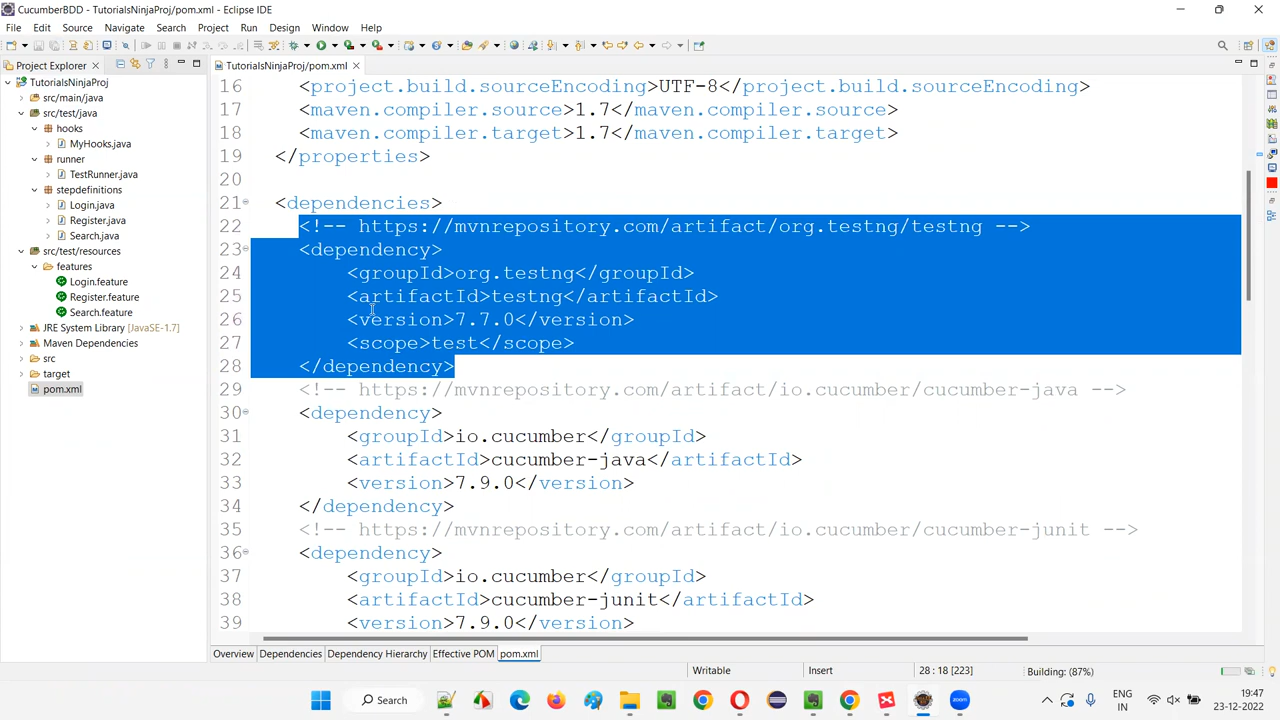 CucumberBDD - TutorialsNinjaProj/pom.xml - Eclipse IDE
File Edit Source Navigate Search Project Run Design Window Help
Project Explorer
TutorialsNinjaProj
src/main/java
src/test/java
hooks
MyHooks.java
runner
TestRunner.java
stepdefinitions
Login.java
Register.java
Search.java
src/test/resources
features
Login.feature
Register.feature
Search.feature
JRE System Library [JavaSE-1.7]
Maven Dependencies
src
target
pom.xml
TutorialsNinjaProj/pom.xml
16 <project.build.sourceEncoding>UTF-8</project.build.sourceEncoding>
17 <maven.compiler.source>1.7</maven.compiler.source>
18 <maven.compiler.target>1.7</maven.compiler.target>
19 </properties>
20
21 <dependencies>
22 <!-- https://mvnrepository.com/artifact/org.testng/testng -->
23 <dependency>
24 <groupId>org.testng</groupId>
25 <artifactId>testng</artifactId>
26 <version>7.7.0</version>
27 <scope>test</scope>
28 </dependency>
29 <!-- https://mvnrepository.com/artifact/io.cucumber/cucumber-java -->
30 <dependency>
31 <groupId>io.cucumber</groupId>
32 <artifactId>cucumber-java</artifactId>
33 <version>7.9.0</version>
34 </dependency>
35 <!-- https://mvnrepository.com/artifact/io.cucumber/cucumber-junit -->
36 <dependency>
37 <groupId>io.cucumber</groupId>
38 <artifactId>cucumber-junit</artifactId>
39 <version>7.9.0</version>
Overview Dependencies Dependency Hierarchy Effective POM pom.xml
Writable Insert 28 : 18 [223] Building: (87%)
Search
ENG
IN
19:47
23-12-2022